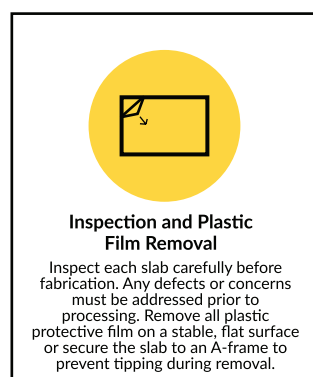 Inspection and Plastic
Film Removal
Inspect each slab carefully before
fabrication. Any defects or concerns
must be addressed prior to
processing. Remove all plastic
protective film on a stable, flat surface
or secure the slab to an A-frame to
prevent tipping during removal.